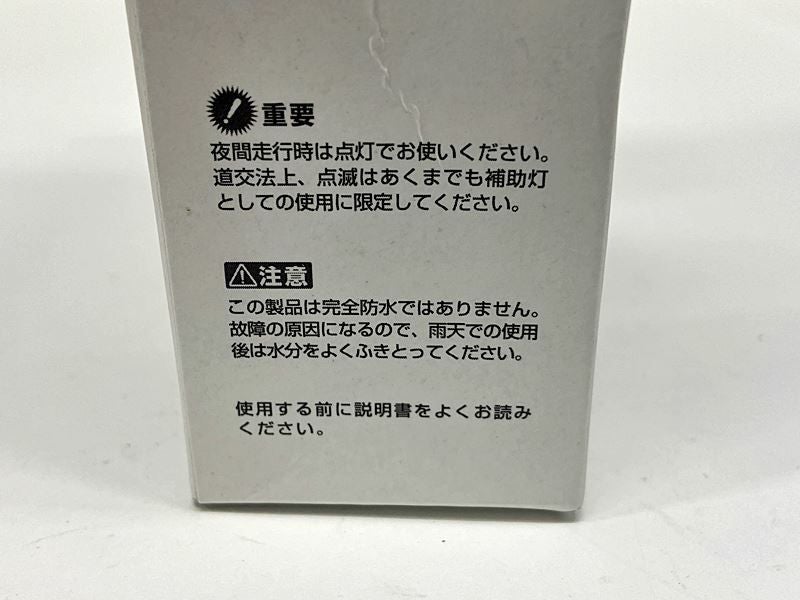 重要
夜間走行時は点灯でお使いください。
道交法上、点滅はあくまでも補助灯
としての使用に限定してください。
注意
この製品は完全防水ではありません。
故障の原因になるので、雨天での使用
後は水分をよくふきとってください。
使用する前に説明書をよくお読み
ください。